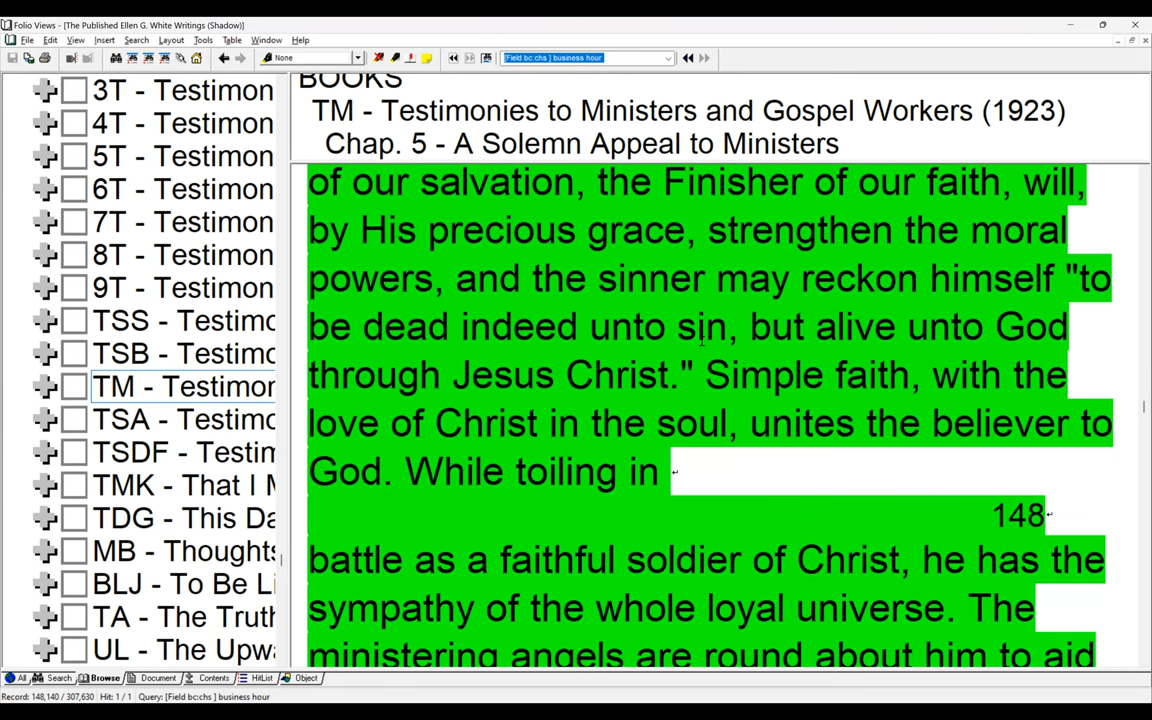 Folio Views - [The Published Ellen G. White Writings (Shadow)]
File Edit View Insert Search Layout Tools Table Window Help
None
[Field bc:chs ] business hour
3T - Testimon
4T - Testimon
5T - Testimon
6T - Testimon
7T - Testimon
8T - Testimon
9T - Testimon
TSS - Testimo
TSB - Testimo
TM - Testimon
TSA - Testimo
TSDF - Testim
TMK - That I M
TDG - This Da
MB - Thoughts
BLJ - To Be Li
TA - The Truth
UL - The Upwa
BOOKS
TM - Testimonies to Ministers and Gospel Workers (1923)
Chap. 5 - A Solemn Appeal to Ministers
of our salvation, the Finisher of our faith, will,
by His precious grace, strengthen the moral
powers, and the sinner may reckon himself "to
be dead indeed unto sin, but alive unto God
through Jesus Christ." Simple faith, with the
love of Christ in the soul, unites the believer to
God. While toiling in
148
battle as a faithful soldier of Christ, he has the
sympathy of the whole loyal universe. The
ministering angels are round about him to aid
All Search Browse Document Contents HitList Object
Record: 148,140 / 307,630 Hit: 1 / 1 Query: [Field bc:chs ] business hour